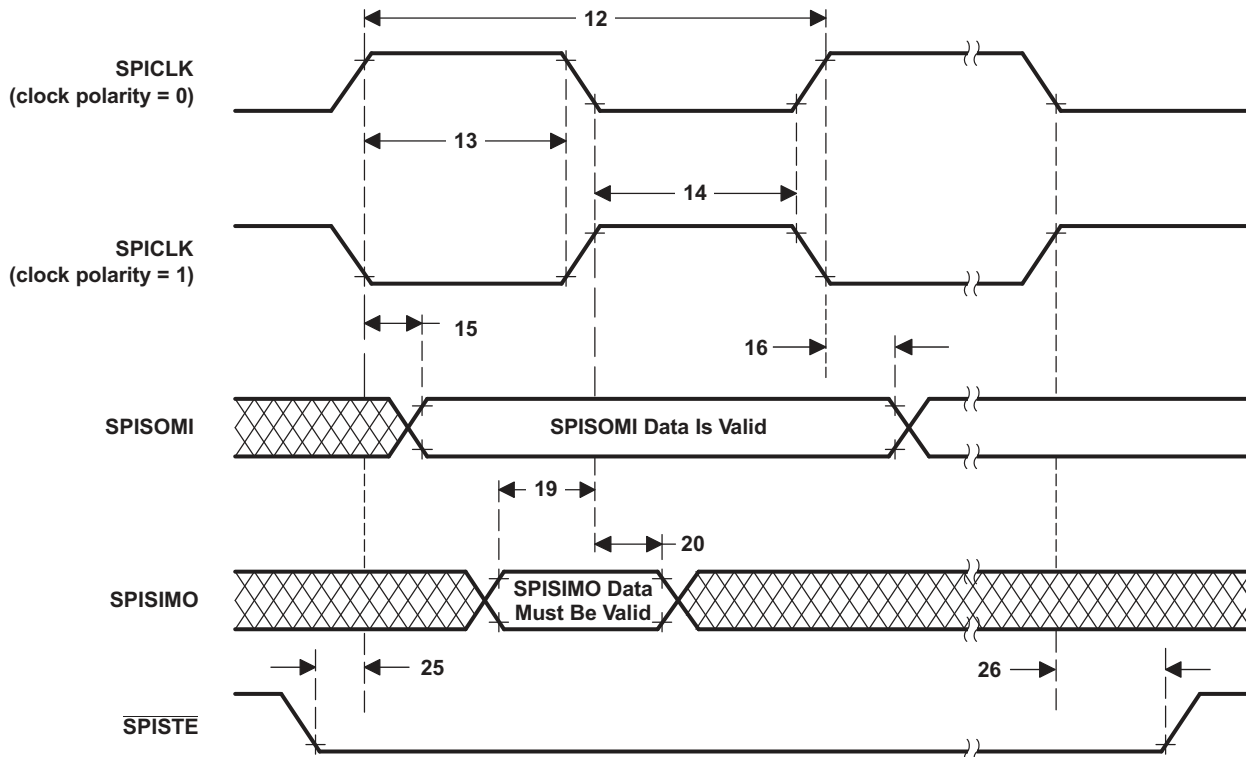 12
SPICLK
(clock polarity = 0)
13
14
SPICLK
(clock polarity = 1)
15
16
SPISOMI
SPISOMI Data Is Valid
19
20
SPISIMO
SPISIMO Data
Must Be Valid
25
26
SPISTE